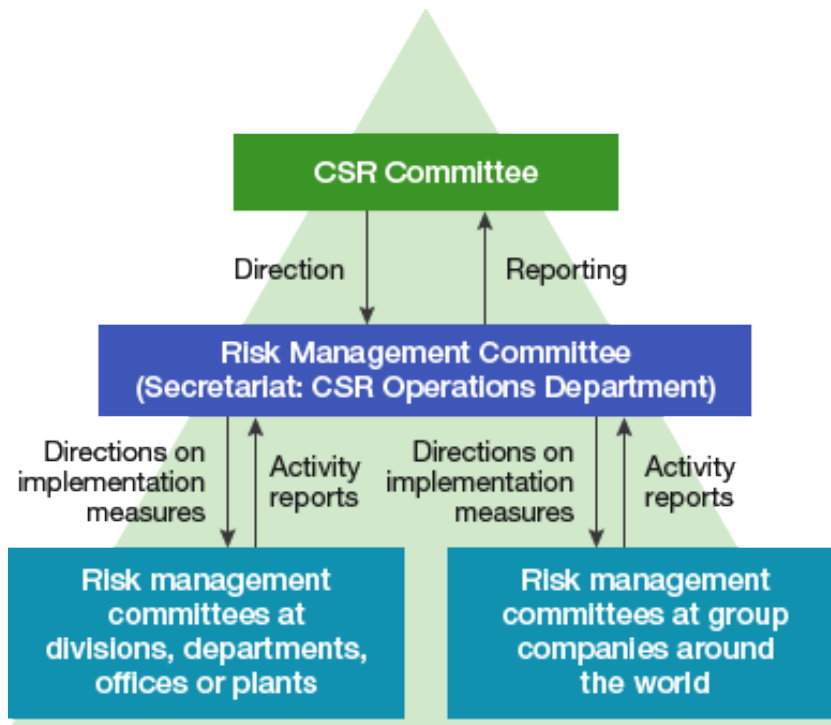 CSR Committee
Direction
Reporting
Risk Management Committee
(Secretariat: CSR Operations Department)
Directions on
implementation
measures
Activity
reports
Directions on
implementation
measures
Activity
reports
Risk management
committees at
divisions, departments,
offices or plants
Risk management
committees at group
companies around
the world